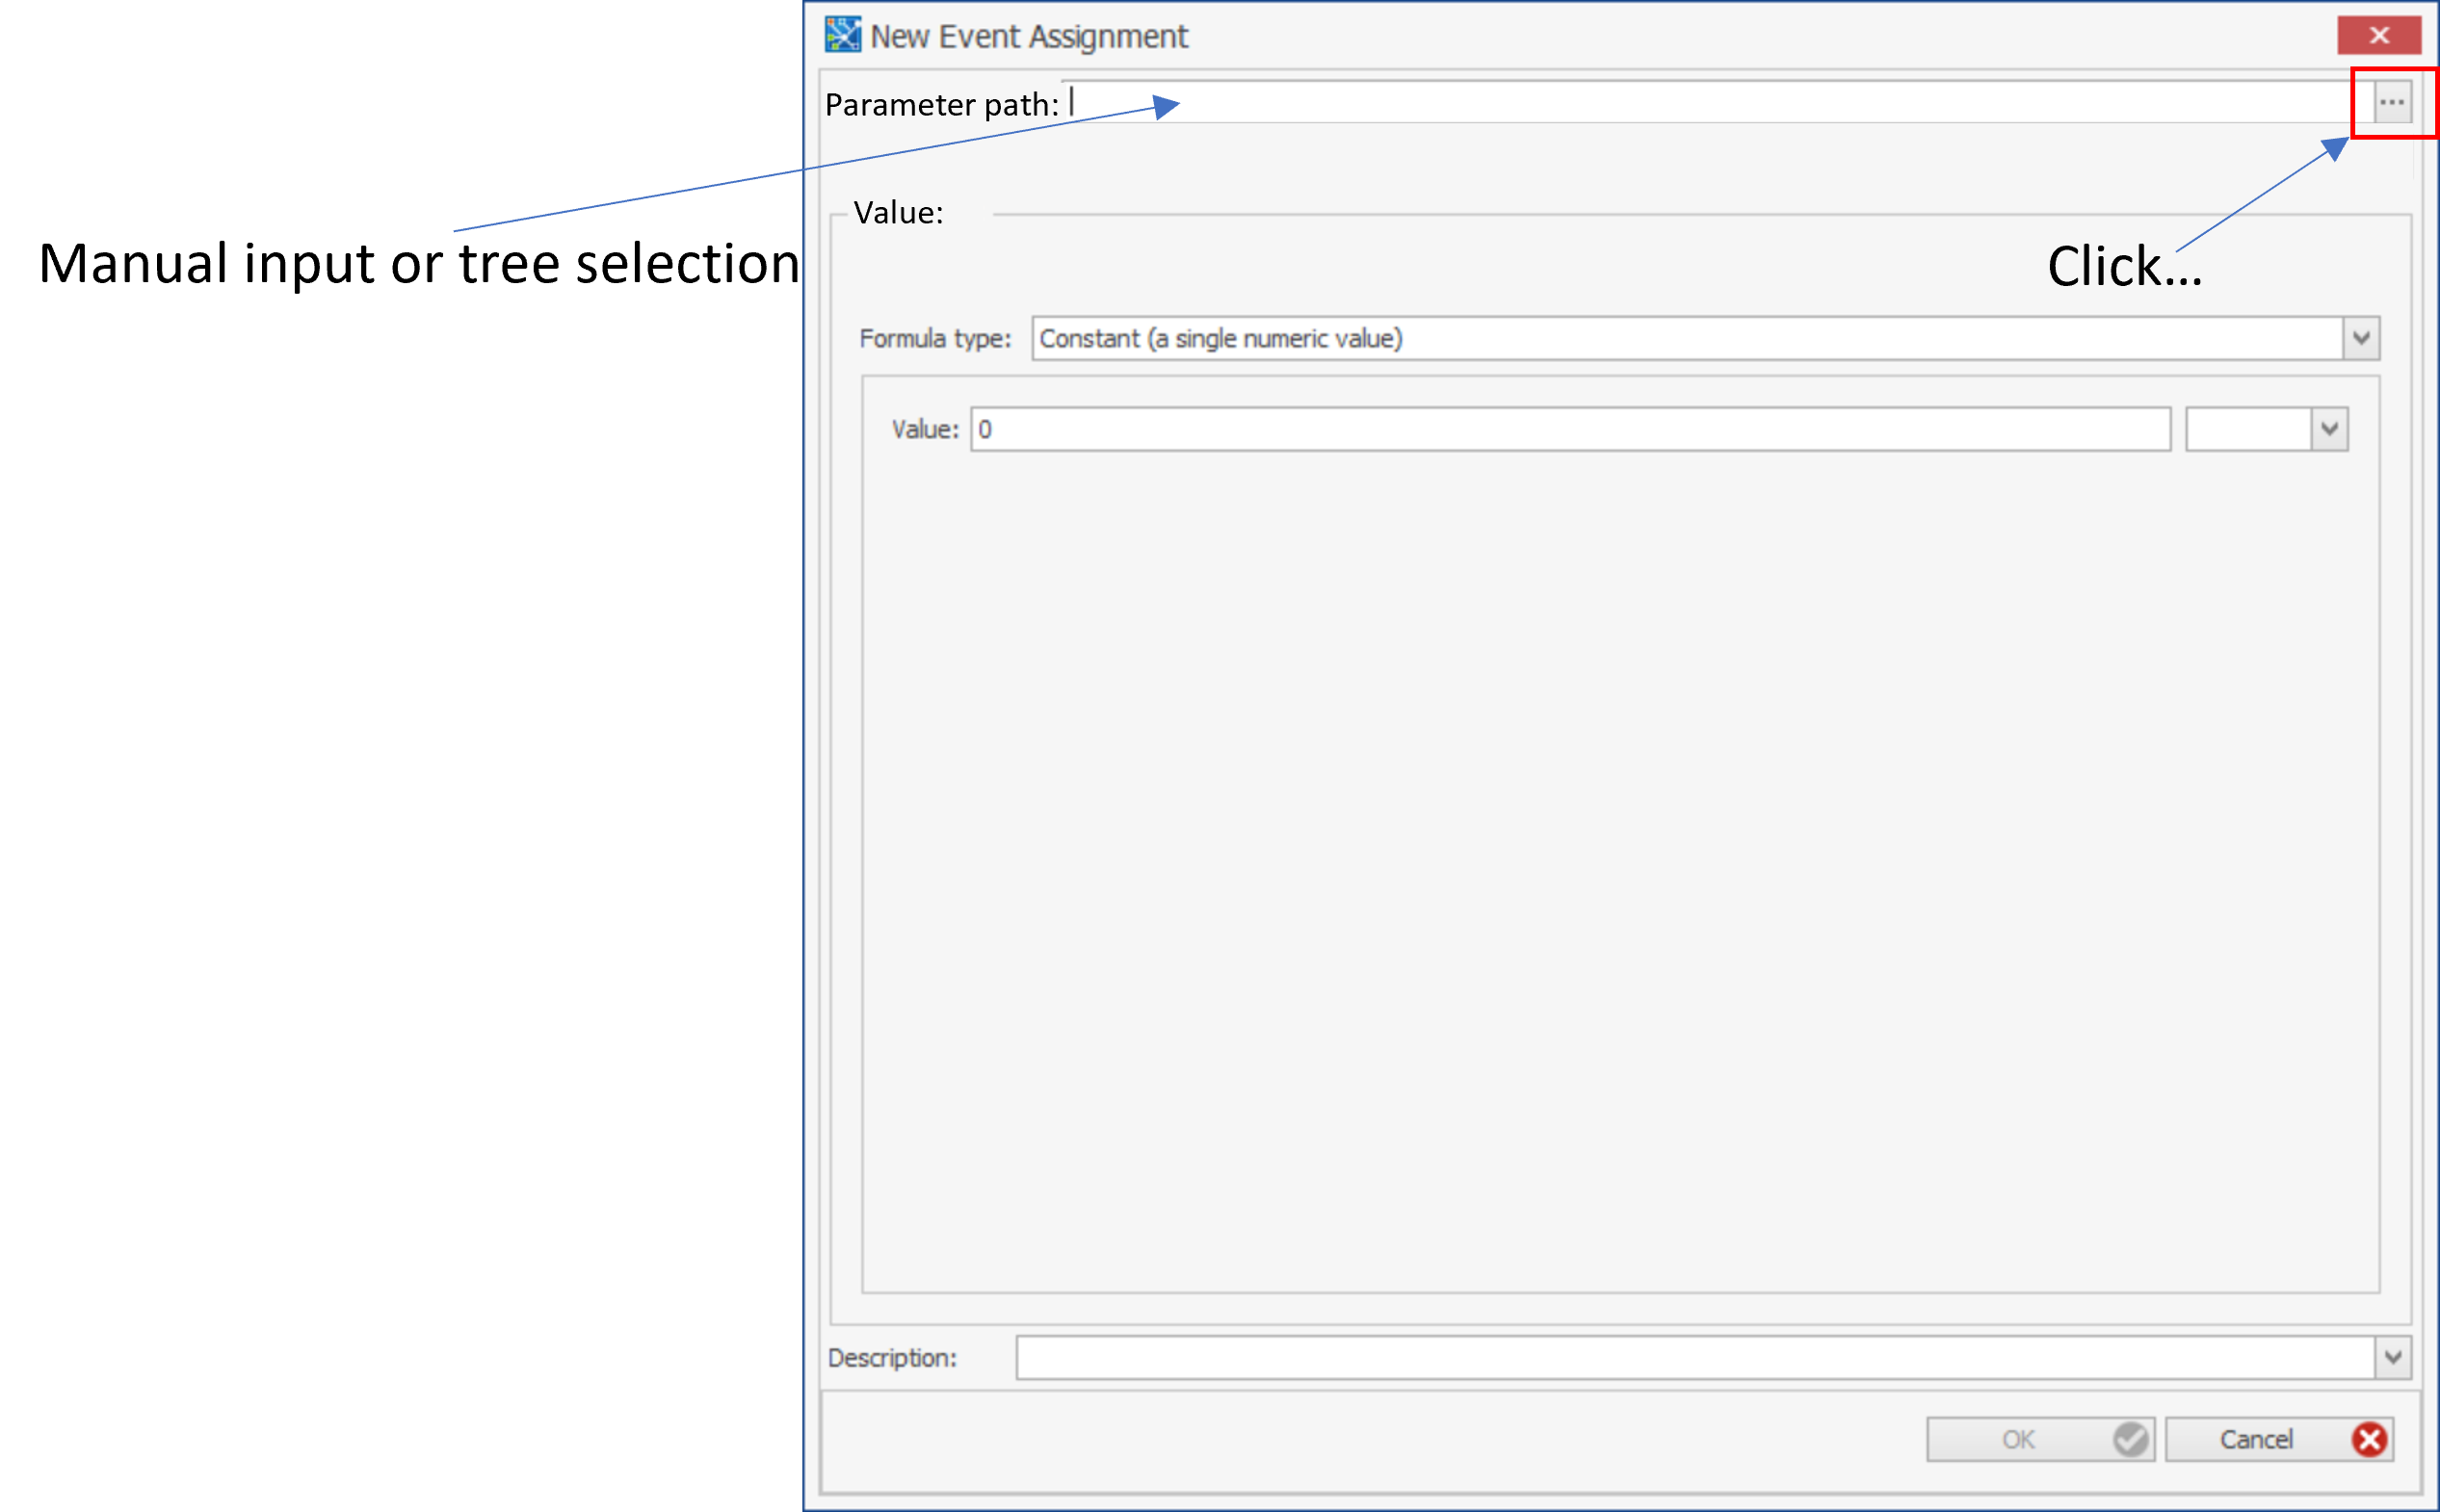 New Event Assignment
Parameter path:
Value:
Manual input or tree selection
Click...
Formula type: Constant (a single numeric value)
Value: 0
Description:
OK Cancel